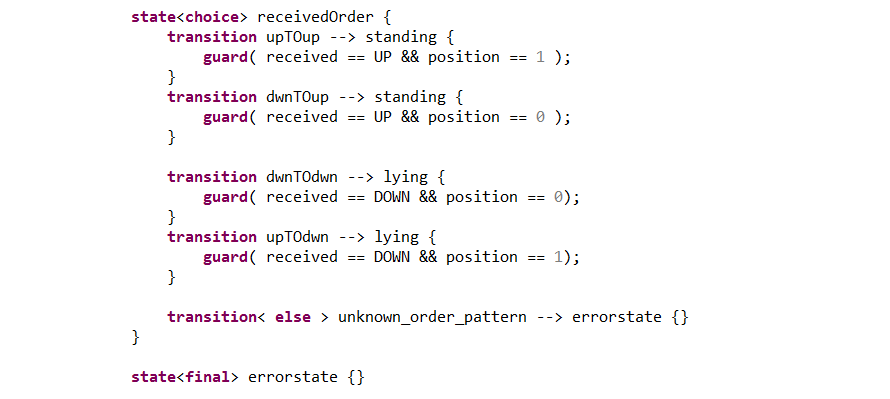 state<choice> receivedOrder {
    transition upTOup --> standing {
        guard( received == UP && position == 1 );
    }
    transition dwnTOup --> standing {
        guard( received == UP && position == 0 );
    }

    transition dwnTOdwn --> lying {
        guard( received == DOWN && position == 0);
    }
    transition upTOdwn --> lying {
        guard( received == DOWN && position == 1);
    }

    transition< else > unknown_order_pattern --> errorstate {}
}

state<final> errorstate {}